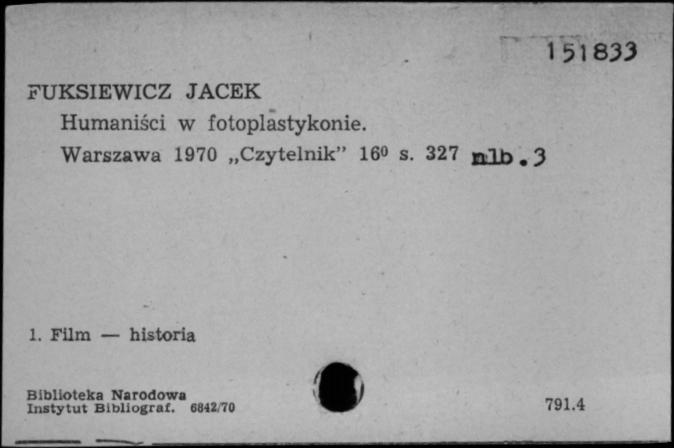 151833
FUKSIEWICZ JACEK
Humaniści w fotoplastykonie.
Warszawa 1970 „Czytelnik” 16⁰ s. 327 nlb. 3
1. Film — historia
Biblioteka Narodowa
Instytut Bibliograf. 6842/70
791.4